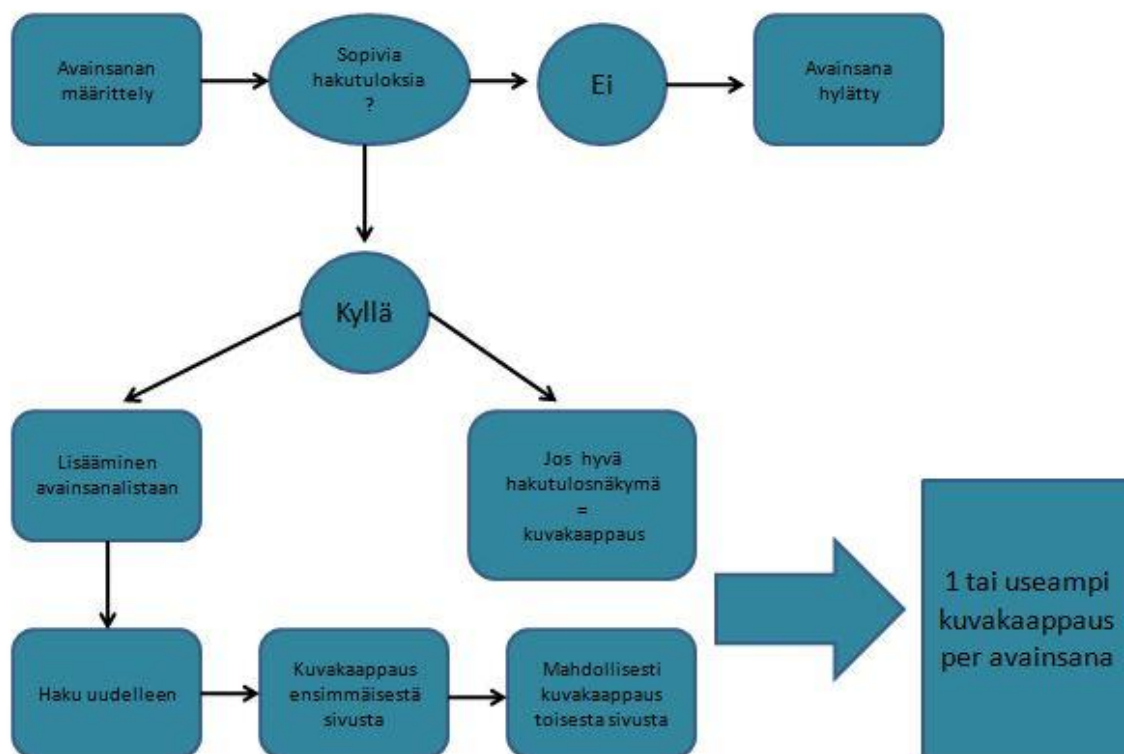 Avainsanan
määrittely
Sopivia
hakutuloksia
?
Ei
Avainsana
hylätty
Kyllä
Lisääminen
avainsanalistaan
Jos hyvä
hakutulosnäkymä
=
kuvakaappaus
Haku uudelleen
Kuvakaappaus
ensimmäisestä
sivusta
Mahdollisesti
kuvakaappaus
toisesta sivusta
1 tai useampi
kuvakaappaus
per avainsana